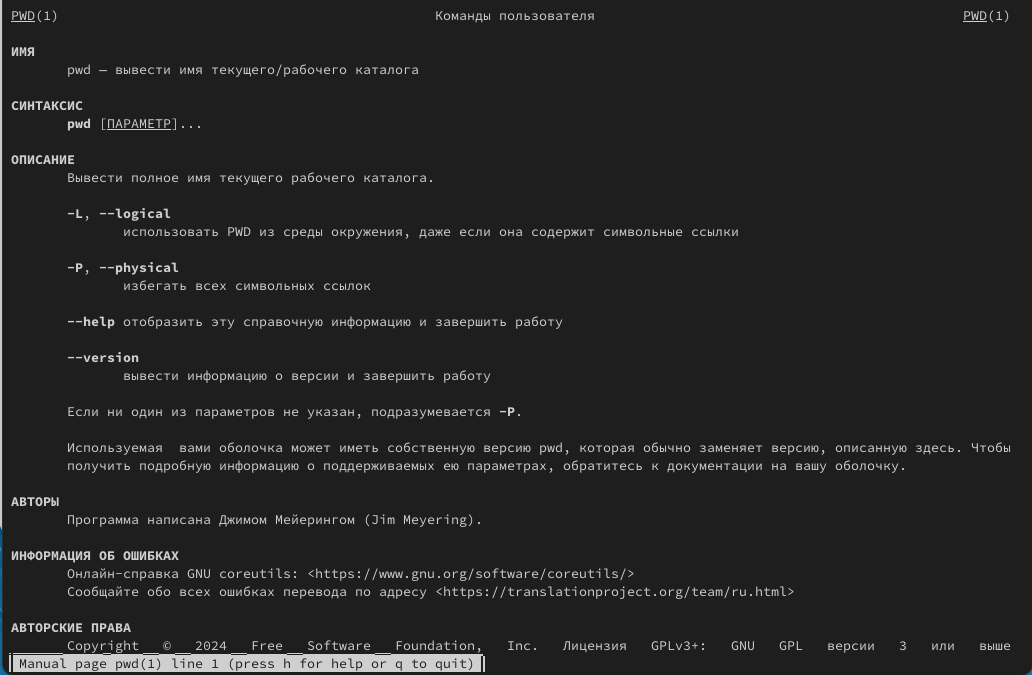 PWD(1) Команды пользователя PWD(1)
ИМЯ
pwd — вывести имя текущего/рабочего каталога
СИНТАКСИС
pwd [ПАРАМЕТР]...
ОПИСАНИЕ
Вывести полное имя текущего рабочего каталога.
-L, --logical
использовать PWD из среды окружения, даже если она содержит символьные ссылки
-P, --physical
избегать всех символьных ссылок
--help отобразить эту справочную информацию и завершить работу
--version
вывести информацию о версии и завершить работу
Если ни один из параметров не указан, подразумевается -P.
Используемая  вами оболочка может иметь собственную версию pwd, которая обычно заменяет версию, описанную здесь. Чтобы
получить подробную информацию о поддерживаемых ею параметрах, обратитесь к документации на вашу оболочку.
АВТОРЫ
Программа написана Джимом Мейерингом (Jim Meyering).
ИНФОРМАЦИЯ ОБ ОШИБКАХ
Онлайн-справка GNU coreutils: <https://www.gnu.org/software/coreutils/>
Сообщайте обо всех ошибках перевода по адресу <https://translationproject.org/team/ru.html>
АВТОРСКИЕ ПРАВА
Copyright © 2024 Free Software Foundation, Inc. Лицензия GPLv3+: GNU GPL версии 3 или выше
Manual page pwd(1) line 1 (press h for help or q to quit)